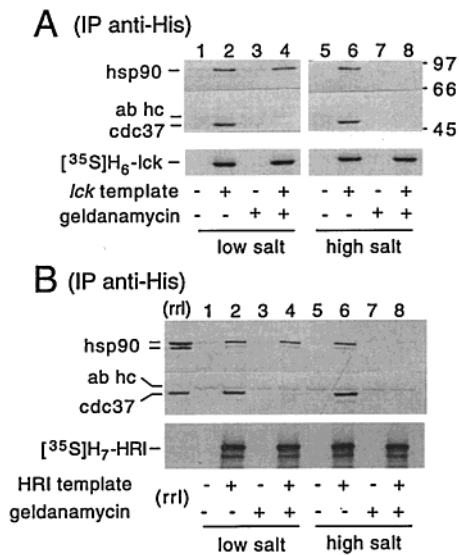 A (IP anti-His)
1 2 3 4 5 6 7 8
hsp90
97
66
ab hc
cdc37
45
[35S]H6-lck
lck template - + - + - + - +
geldanamycin - - + + - - + +
low salt high salt
B (IP anti-His)
(rrl) 1 2 3 4 5 6 7 8
hsp90
ab hc
cdc37
[35S]H7-HRI
HRI template (rrl) - + - + - + - +
geldanamycin - - + + - - + +
low salt high salt